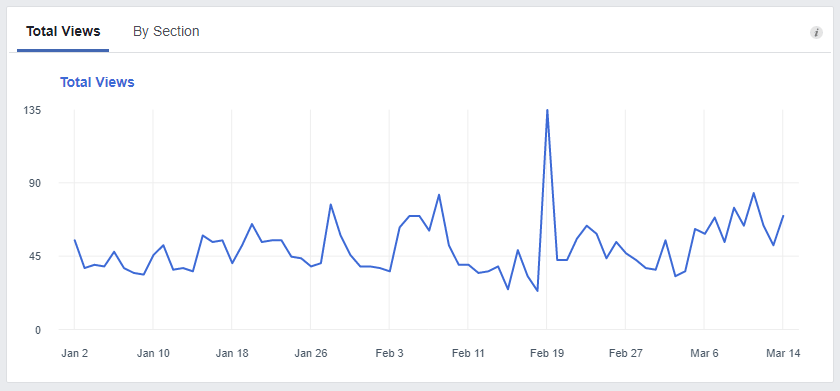 Total Views By Section i
Total Views
135
90
45
0
Jan 2 Jan 10 Jan 18 Jan 26 Feb 3 Feb 11 Feb 19 Feb 27 Mar 6 Mar 14